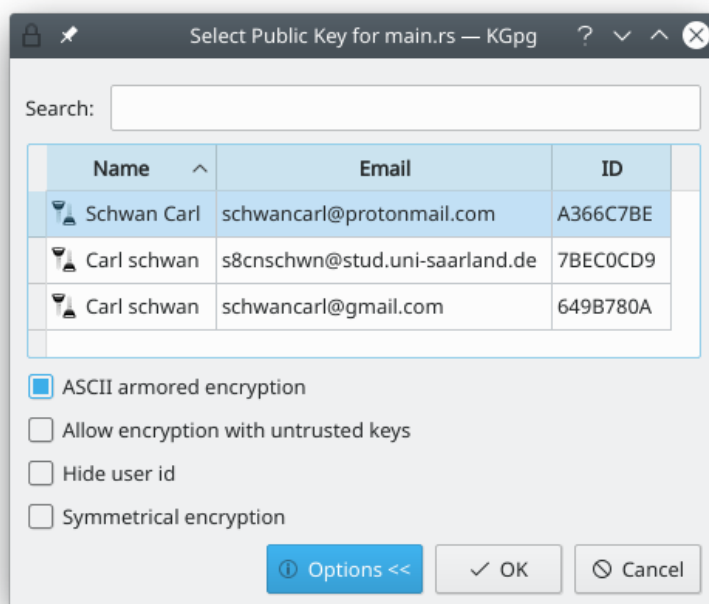 Select Public Key for main.rs — KGpg
Search:
Name Email ID
Schwan Carl schwancarl@protonmail.com A366C7BE
Carl schwan s8cnschwn@stud.uni-saarland.de 7BEC0CD9
Carl schwan schwancarl@gmail.com 649B780A
ASCII armored encryption
Allow encryption with untrusted keys
Hide user id
Symmetrical encryption
Options << OK Cancel